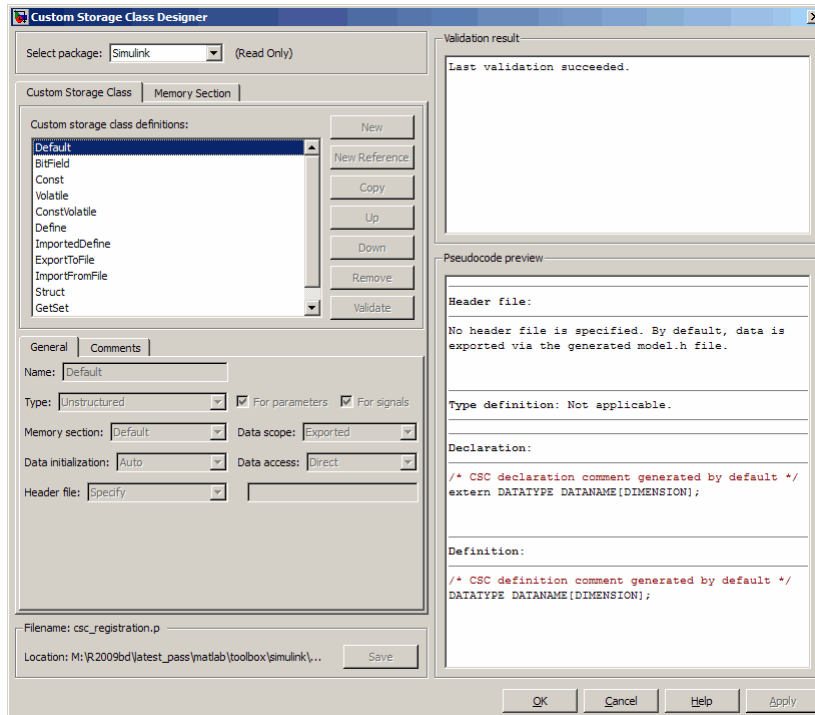 Custom Storage Class Designer
Select package: Simulink (Read Only)
Custom Storage Class Memory Section
Custom storage class definitions:
Default
BitField
Const
Volatile
ConstVolatile
Define
ImportedDefine
ExportToFile
ImportFromFile
Struct
GetSet
New
New Reference
Copy
Up
Down
Remove
Validate
General Comments
Name: Default
Type: Unstructured For parameters For signals
Memory section: Default Data scope: Exported
Data initialization: Auto Data access: Direct
Header file: Specify
Filename: csc_registration.p
Location: M:\R2009bd\latest_pass\matlab\toolbox\simulink\... Save
Validation result
Last validation succeeded.
Pseudocode preview
Header file:
No header file is specified. By default, data is
exported via the generated model.h file.
Type definition: Not applicable.
Declaration:
/* CSC declaration comment generated by default */
extern DATATYPE DATANAME[DIMENSION];
Definition:
/* CSC definition comment generated by default */
DATATYPE DATANAME[DIMENSION];
OK Cancel Help Apply